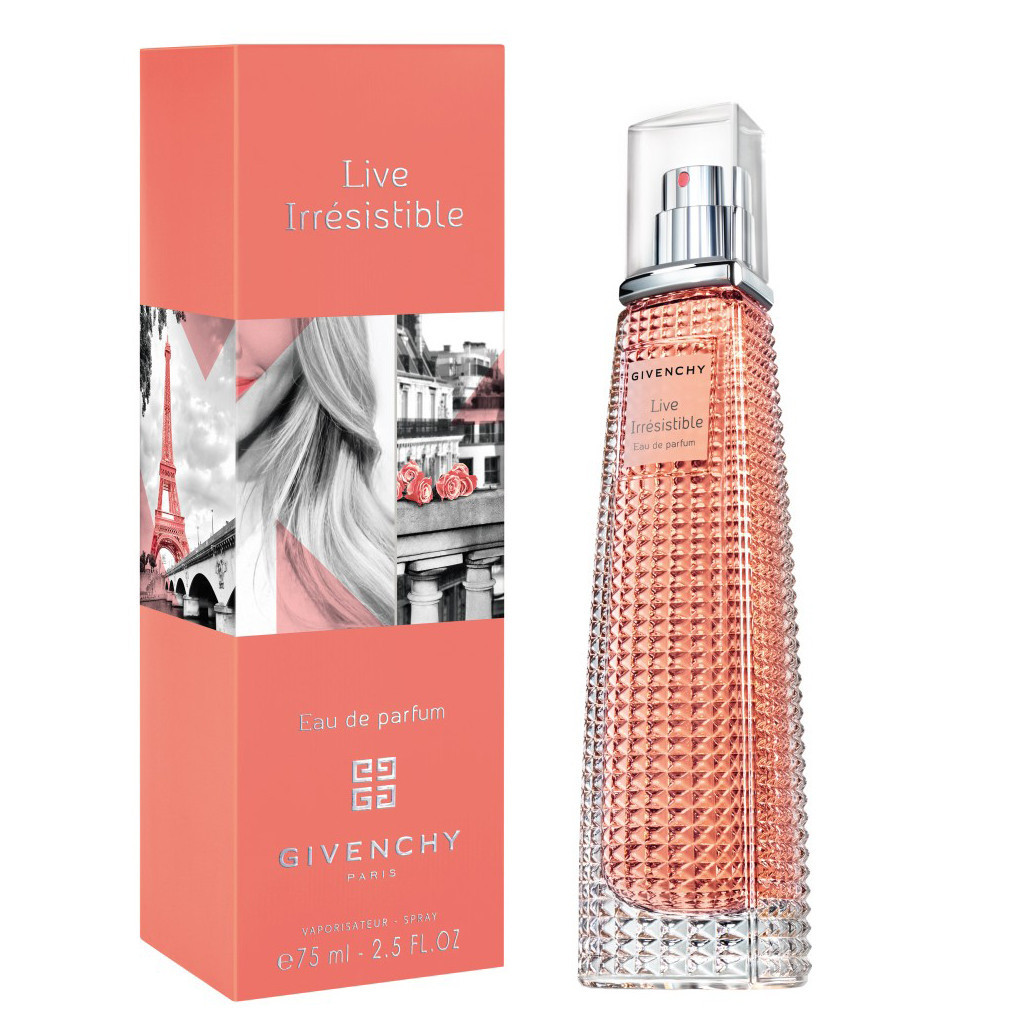 Live
Irrésistible
Eau de parfum
GIVENCHY
PARIS
VAPORISATEUR - SPRAY
℮75 ml - 2.5 FL.OZ
GIVENCHY
Live
Irrésistible
Eau de parfum